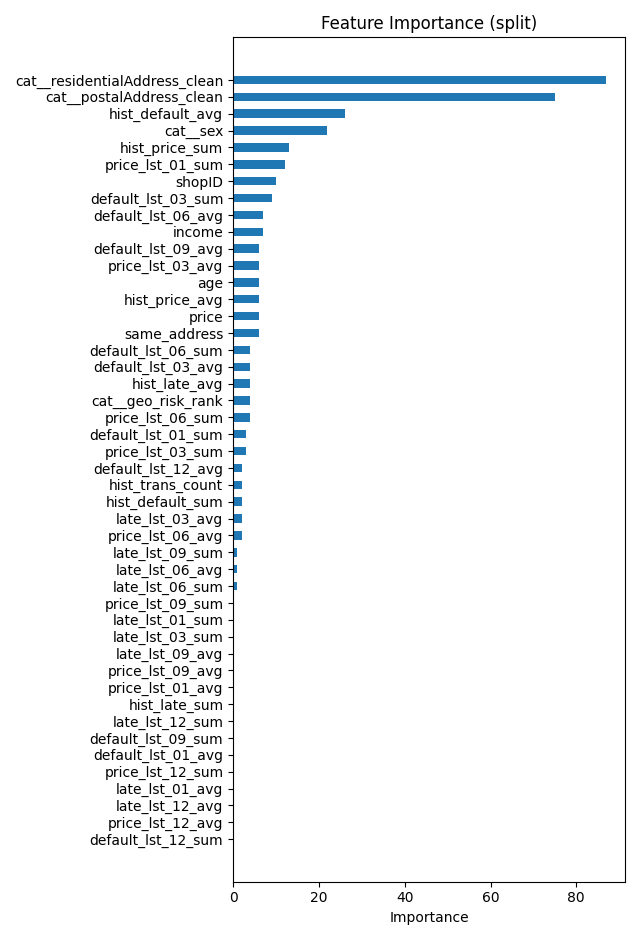 Feature Importance (split)
cat__residentialAddress_clean
cat__postalAddress_clean
hist_default_avg
cat__sex
hist_price_sum
price_lst_01_sum
shopID
default_lst_03_sum
default_lst_06_avg
income
default_lst_09_avg
price_lst_03_avg
age
hist_price_avg
price
same_address
default_lst_06_sum
default_lst_03_avg
hist_late_avg
cat__geo_risk_rank
price_lst_06_sum
default_lst_01_sum
price_lst_03_sum
default_lst_12_avg
hist_trans_count
hist_default_sum
late_lst_03_avg
price_lst_06_avg
late_lst_09_sum
late_lst_06_avg
late_lst_06_sum
price_lst_09_sum
late_lst_01_sum
late_lst_03_sum
late_lst_09_avg
price_lst_09_avg
price_lst_01_avg
hist_late_sum
late_lst_12_sum
default_lst_09_sum
default_lst_01_avg
price_lst_12_sum
late_lst_01_avg
late_lst_12_avg
price_lst_12_avg
default_lst_12_sum
0 20 40 60 80
Importance